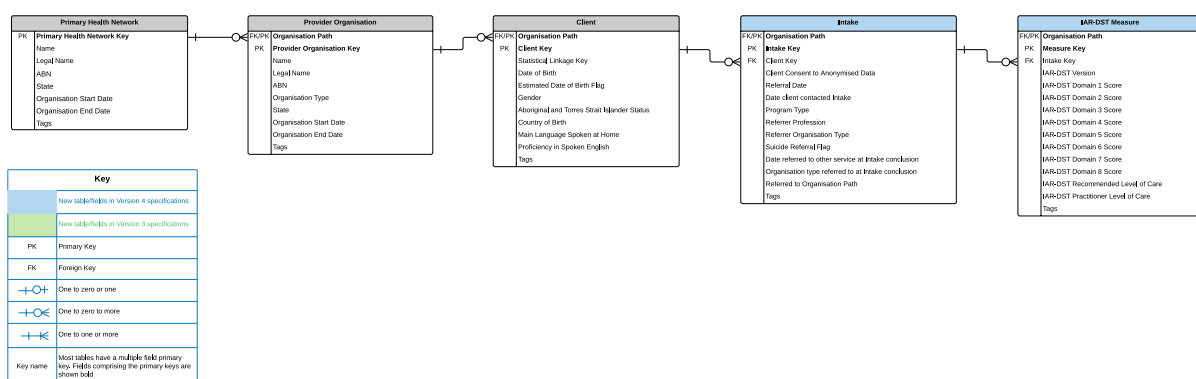 Primary Health Network
PK Primary Health Network Key
Name
Legal Name
ABN
State
Organisation Start Date
Organisation End Date
Tags
Provider Organisation
FK/PK Organisation Path
PK Provider Organisation Key
Name
Legal Name
ABN
Organisation Type
State
Organisation Start Date
Organisation End Date
Tags
Client
FK/PK Organisation Path
PK Client Key
Statistical Linkage Key
Date of Birth
Estimated Date of Birth Flag
Gender
Aboriginal and Torres Strait Islander Status
Country of Birth
Main Language Spoken at Home
Proficiency in Spoken English
Tags
Intake
FK/PK Organisation Path
PK Intake Key
FK Client Key
Client Consent to Anonymised Data
Referral Date
Date client contacted Intake
Program Type
Referrer Profession
Referrer Organisation Type
Suicide Referral Flag
Date referred to other service at Intake conclusion
Organisation type referred to at Intake conclusion
Referred to Organisation Path
Tags
IAR-DST Measure
FK/PK Organisation Path
PK Measure Key
FK Intake Key
IAR-DST Version
IAR-DST Domain 1 Score
IAR-DST Domain 2 Score
IAR-DST Domain 3 Score
IAR-DST Domain 4 Score
IAR-DST Domain 5 Score
IAR-DST Domain 6 Score
IAR-DST Domain 7 Score
IAR-DST Domain 8 Score
IAR-DST Recommended Level of Care
IAR-DST Practitioner Level of Care
Tags
Key
New table/fields in Version 4 specifications
New table/fields in Version 3 specifications
PK Primary Key
FK Foreign Key
One to zero or one
One to zero to more
One to one or more
Key name Most tables have a multiple field primary
key. Fields comprising the primary keys are
shown bold